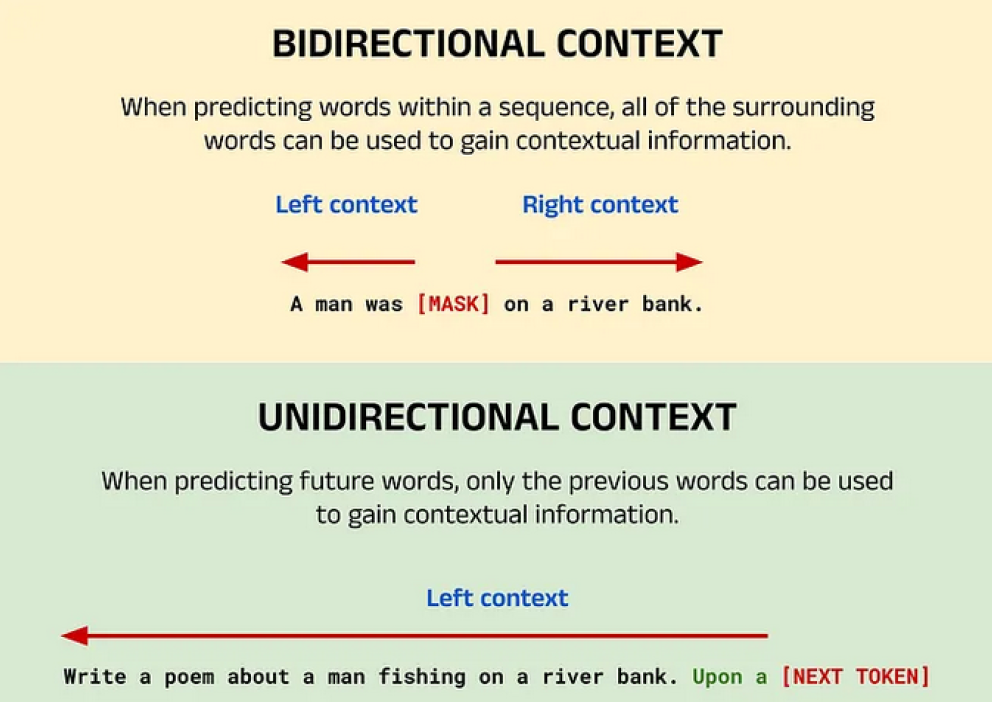 BIDIRECTIONAL CONTEXT
When predicting words within a sequence, all of the surrounding
words can be used to gain contextual information.
Left context
Right context
A man was [MASK] on a river bank.
UNIDIRECTIONAL CONTEXT
When predicting future words, only the previous words can be used
to gain contextual information.
Left context
Write a poem about a man fishing on a river bank. Upon a [NEXT TOKEN]